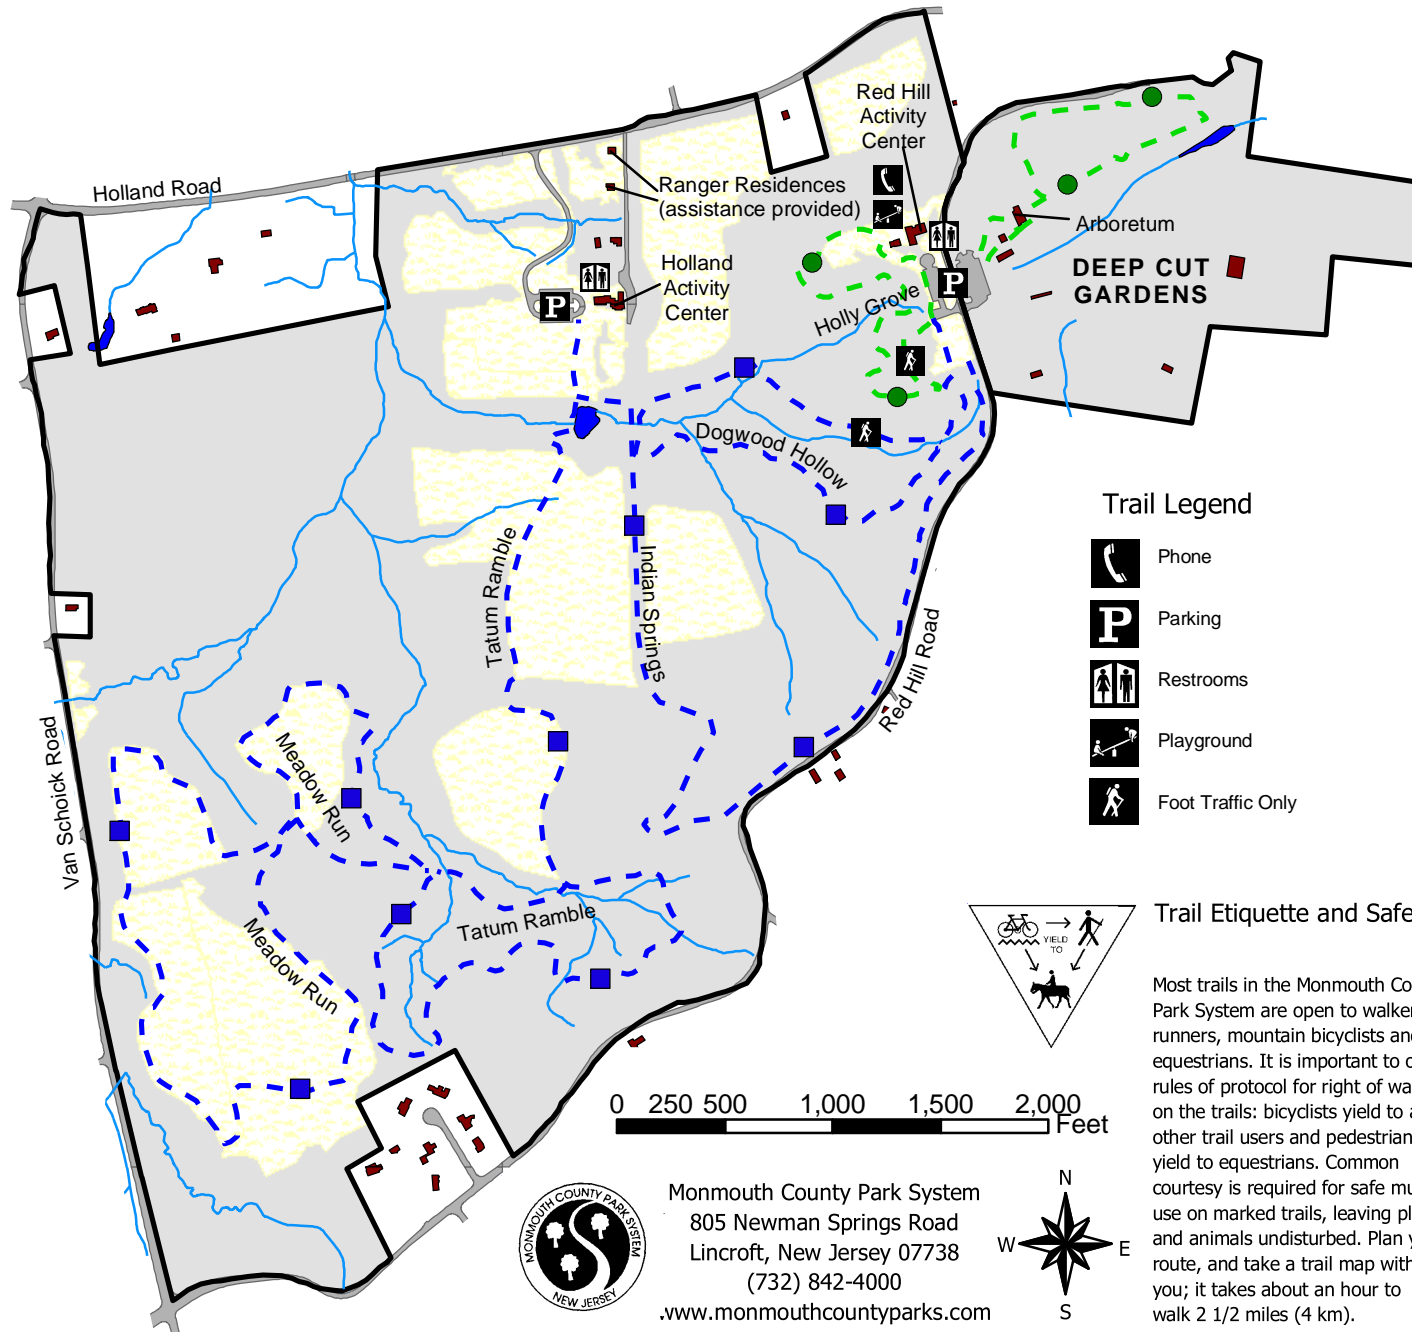 Holland Road
Red Hill
Activity
Center
Ranger Residences
(assistance provided)
Holland
Activity
Center
Arboretum
DEEP CUT
GARDENS
P
P
Holly Grove
Dogwood Hollow
Tatum Ramble
Indian Springs
Red Hill Road
Van Schoick Road
Meadow Run
Meadow Run
Tatum Ramble
Trail Legend
Phone
P
Parking
Restrooms
Playground
Foot Traffic Only
YIELD
TO
Trail Etiquette and Safe
Most trails in the Monmouth Co
Park System are open to walker
runners, mountain bicyclists and
equestrians. It is important to o
rules of protocol for right of wa
on the trails: bicyclists yield to a
other trail users and pedestrian
yield to equestrians. Common
courtesy is required for safe mu
use on marked trails, leaving pl
and animals undisturbed. Plan y
route, and take a trail map with
you; it takes about an hour to
walk 2 1/2 miles (4 km).
0 250 500 1,000 1,500 2,000
Feet
MONMOUTH COUNTY PARK SYSTEM
NEW JERSEY
Monmouth County Park System
805 Newman Springs Road
Lincroft, New Jersey 07738
(732) 842-4000
www.monmouthcountyparks.com
N
W
E
S